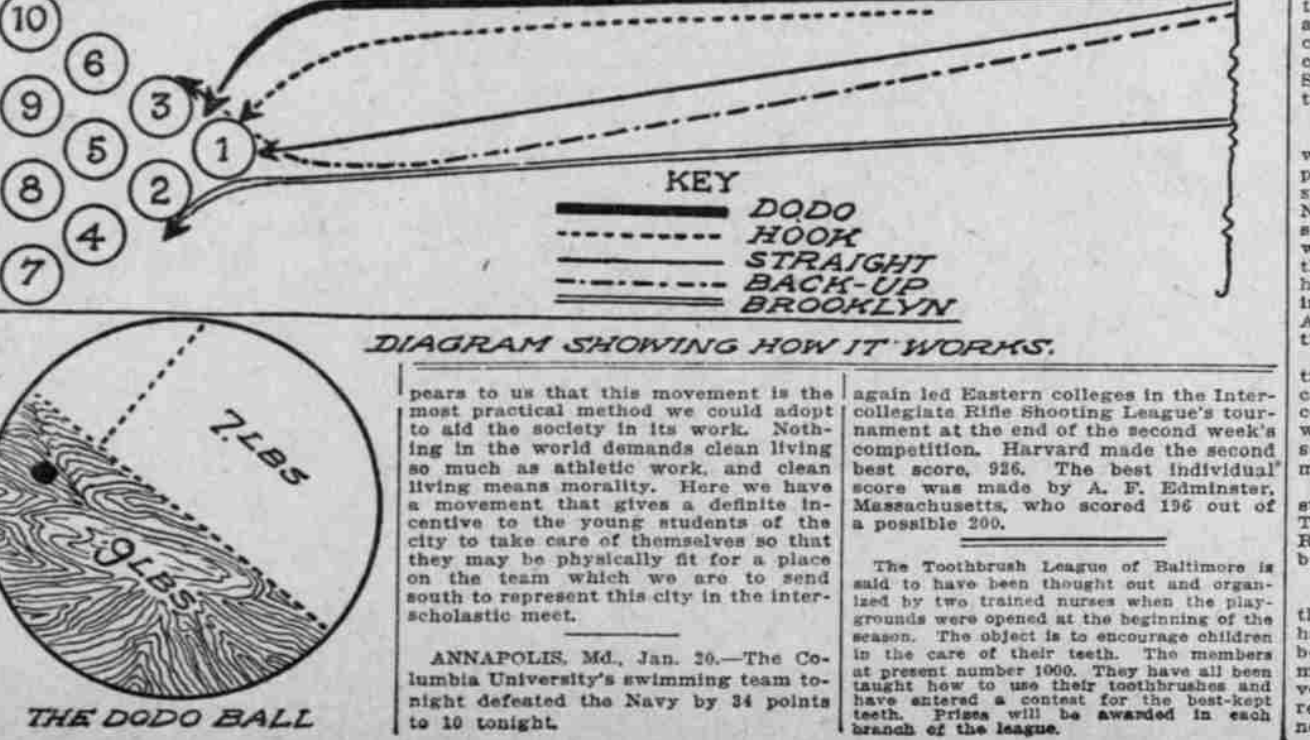 10
6
9
3
5
1
8
2
4
7
KEY
DODO
HOOK
STRAIGHT
BACK-UP
BROOKLYN
DIAGRAM SHOWING HOW IT WORKS.
7 LBS
9 LBS.
THE DODO BALL
pears to us that this movement is the
most practical method we could adopt
to aid the society in its work. Noth-
ing in the world demands clean living
so much as athletic work, and clean
living means morality. Here we have
a movement that gives a definite in-
centive to the young students of the
city to take care of themselves so that
they may be physically fit for a place
on the team which we are to send
south to represent this city in the inter-
scholastic meet.
ANNAPOLIS, Md., Jan. 20.—The Co-
lumbia University's swimming team to-
night defeated the Navy by 34 points
to 10 tonight.
again led Eastern colleges in the Inter-
collegiate Rifle Shooting League's tour-
nament at the end of the second week's
competition. Harvard made the second
best score, 926. The best individual
score was made by A. F. Edminster,
Massachusetts, who scored 196 out of
a possible 200.
The Toothbrush League of Baltimore is
said to have been thought out and organ-
ized by two trained nurses when the play-
grounds were opened at the beginning of the
season. The object is to encourage children
in the care of their teeth. The members
at present number 1000. They have all been
taught how to use their toothbrushes and
have entered a contest for the best-kept
teeth. Prizes will be awarded in each
branch of the league.